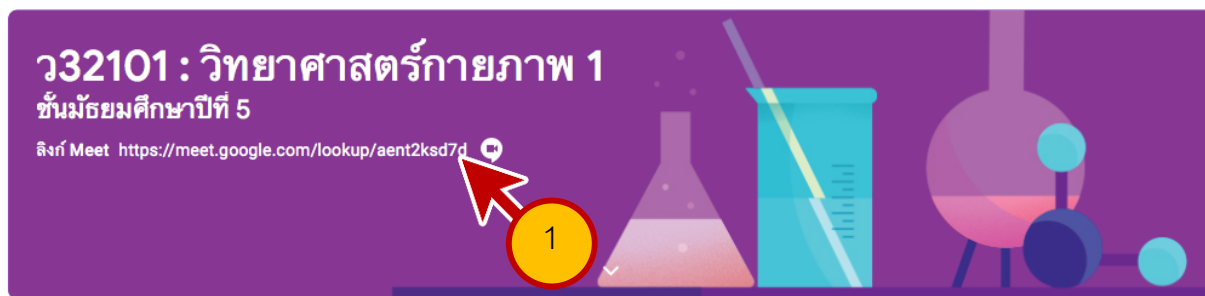 ว32101 : วิทยาศาสตร์กายภาพ 1
ชั้นมัธยมศึกษาปีที่ 5
ลิงก์ Meet https://meet.google.com/lookup/aent2ksd7d
1